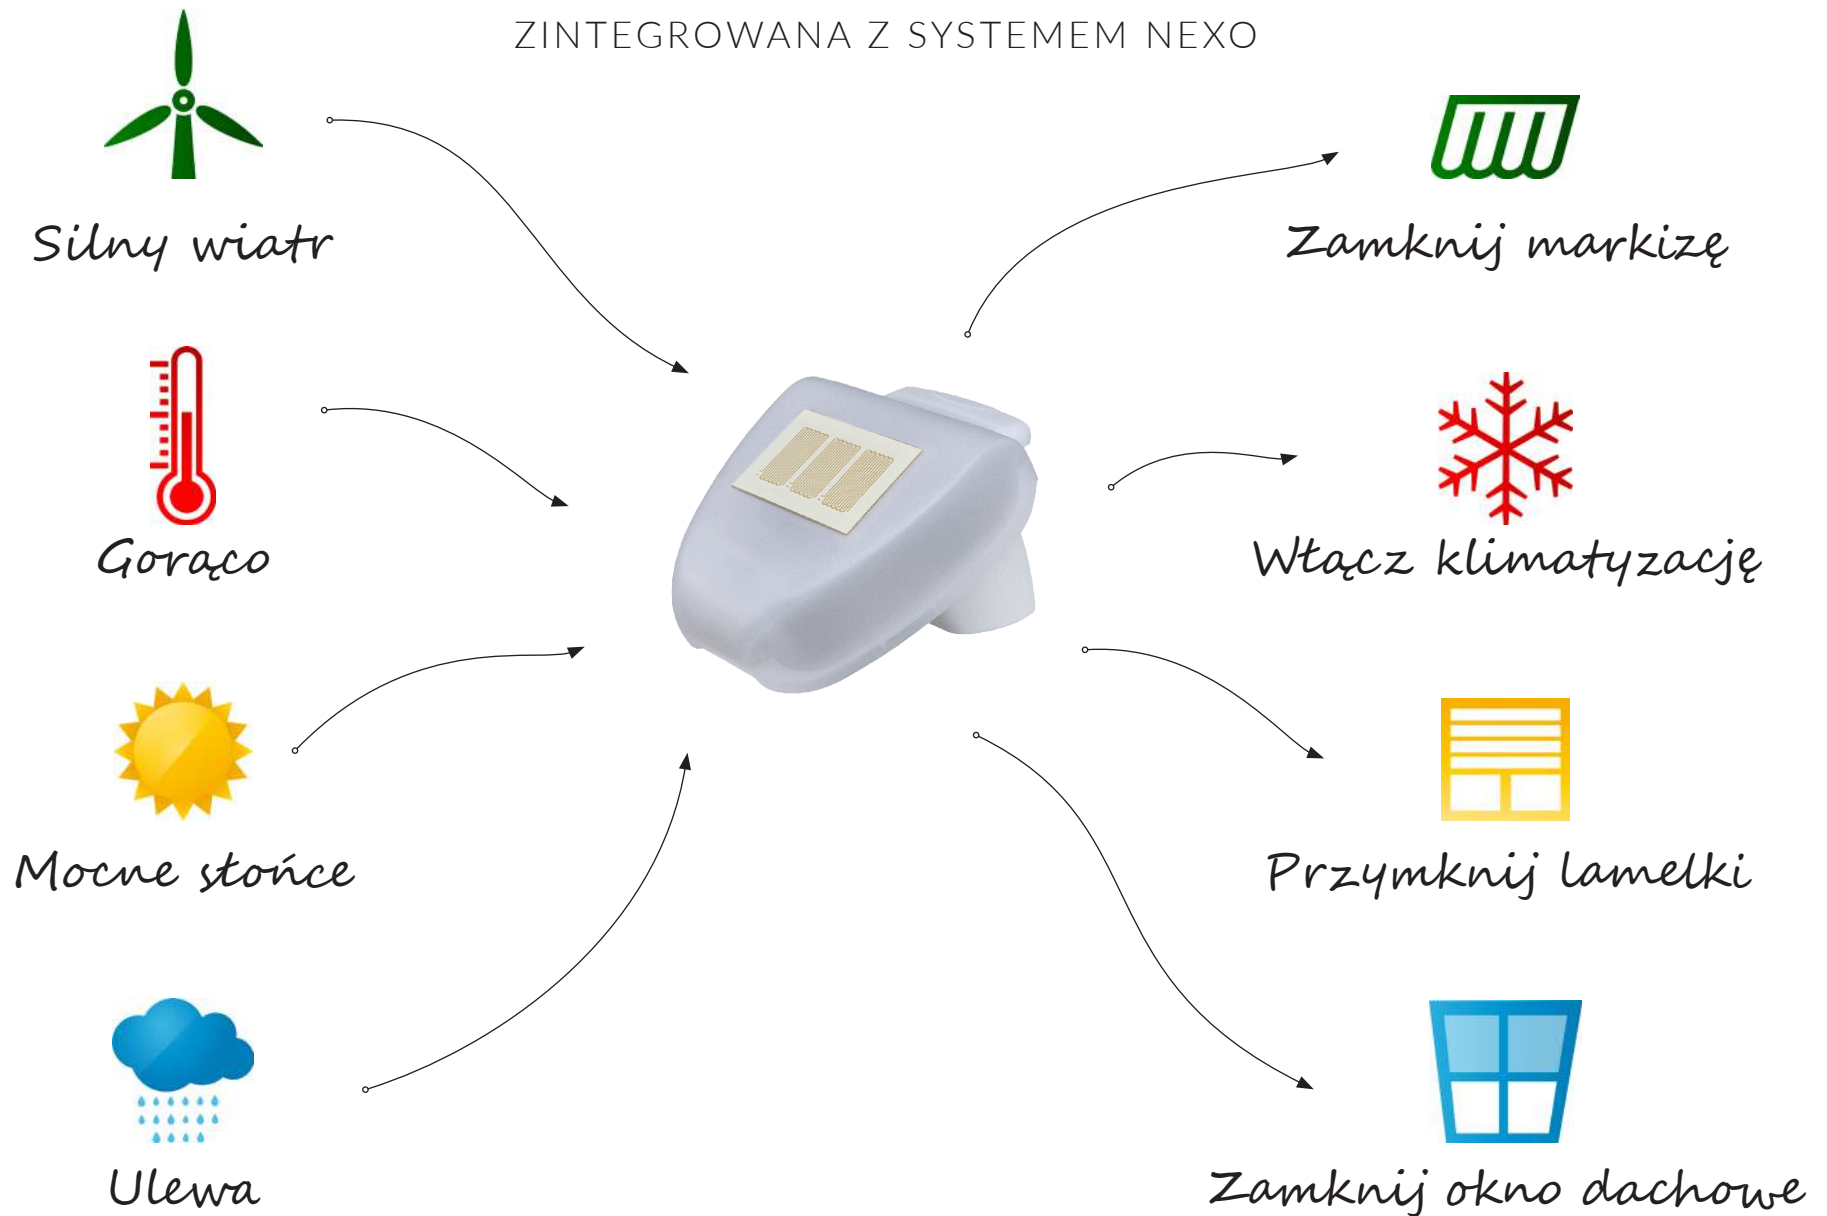 ZINTEGROWANA Z SYSTEMEM NEXO
Silny wiatr
Zamknij markizę
Gorąco
Włącz klimatyzację
Mocne słońce
Przymknij lamelki
Ulewa
Zamknij okno dachowe